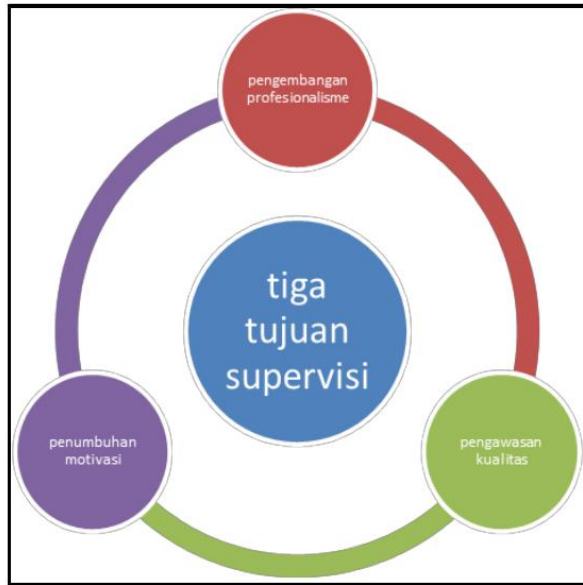 pengembangan
profesionalisme
tiga
tujuan
supervisi
penumbuhan
motivasi
pengawasan
kualitas